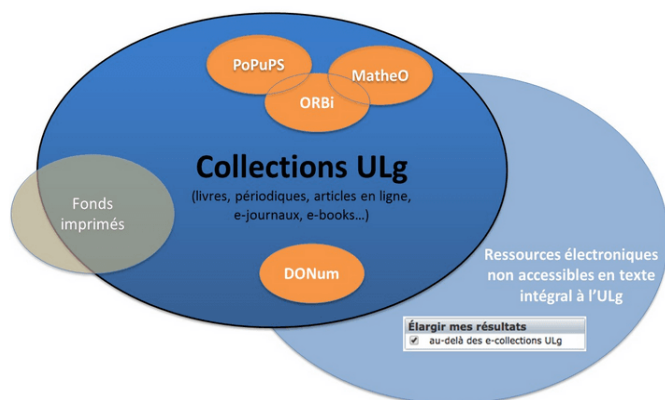 PoPuPS
MatheO
ORBi
Collections ULg
(livres, périodiques, articles en ligne,
e-journaux, e-books...)
Fonds
imprimés
DONum
Ressources électroniques
non accessibles en texte
intégral à l'ULg
Élargir mes résultats
au-delà des e-collections ULg